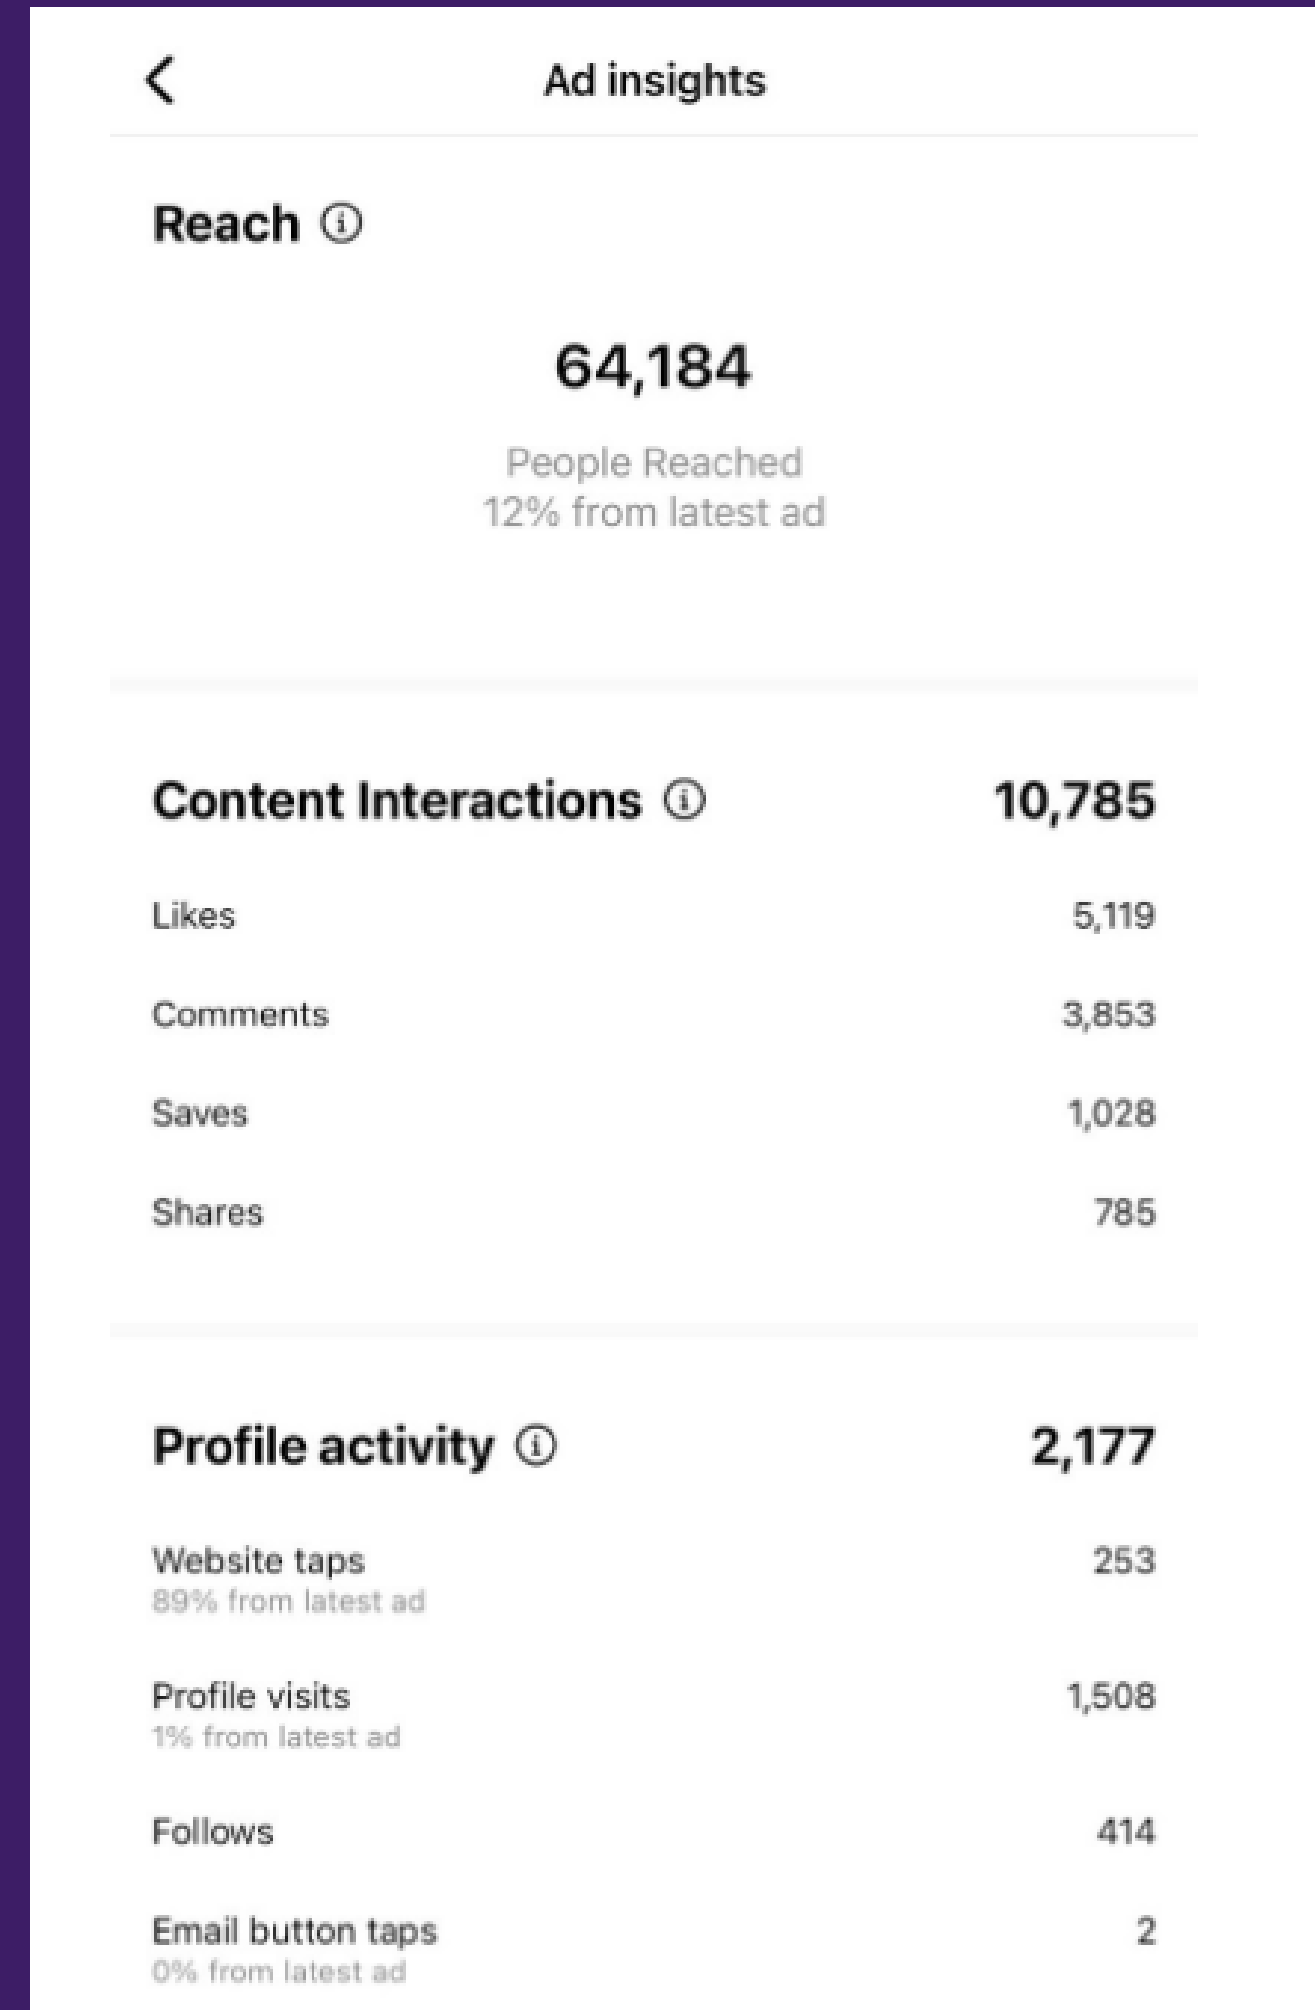 Ad insights
Reach
64,184
People Reached
12% from latest ad
Content Interactions 10,785
Likes 5,119
Comments 3,853
Saves 1,028
Shares 785
Profile activity 2,177
Website taps 253
89% from latest ad
Profile visits 1,508
1% from latest ad
Follows 414
Email button taps 2
0% from latest ad